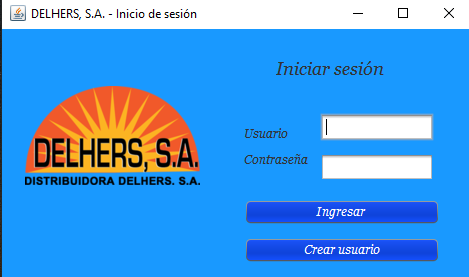 DELHERS, S.A. - Inicio de sesión
Iniciar sesión
DELHERS, S.A.
DISTRIBUIDORA DELHERS. S.A.
Usuario
Contraseña
Ingresar
Crear usuario